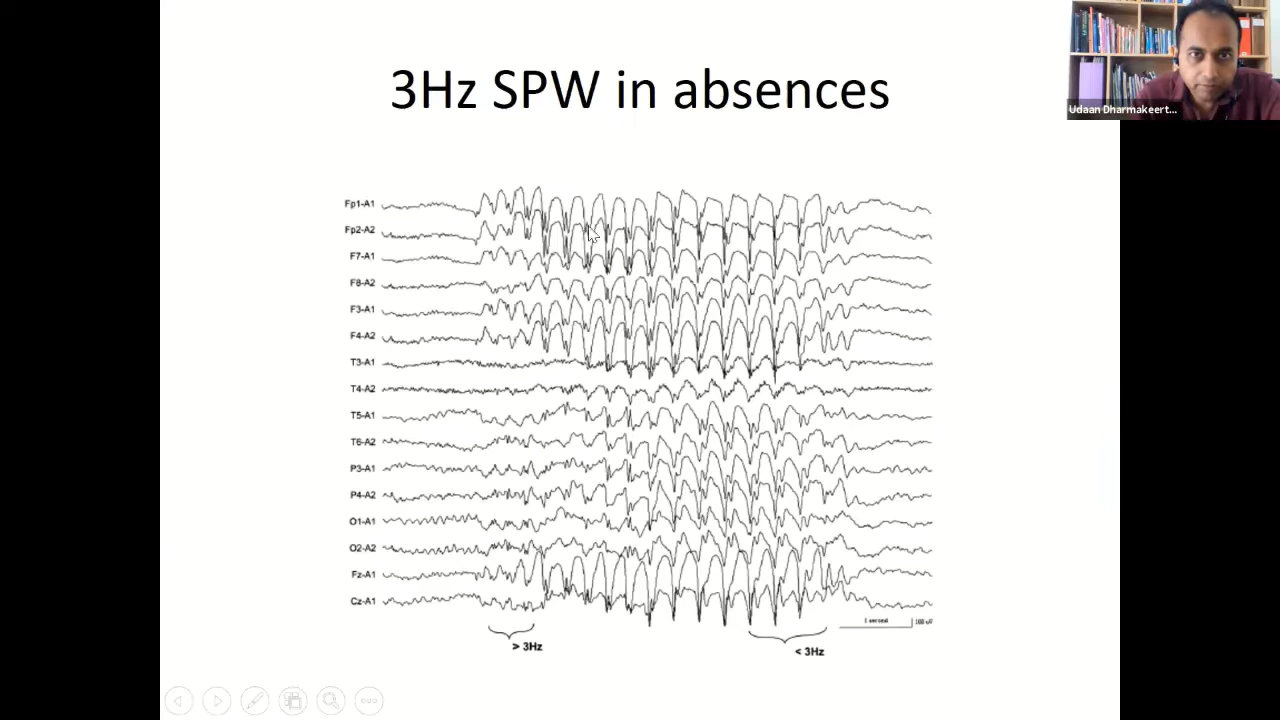 3Hz SPW in absences
Udaan Dharmakeert...
Fp1-A1
Fp2-A2
F7-A1
F8-A2
F3-A1
F4-A2
T3-A1
T4-A2
T5-A1
T6-A2
P3-A1
P4-A2
O1-A1
O2-A2
Fz-A1
Cz-A1
1 second
100 uV
> 3Hz
< 3Hz